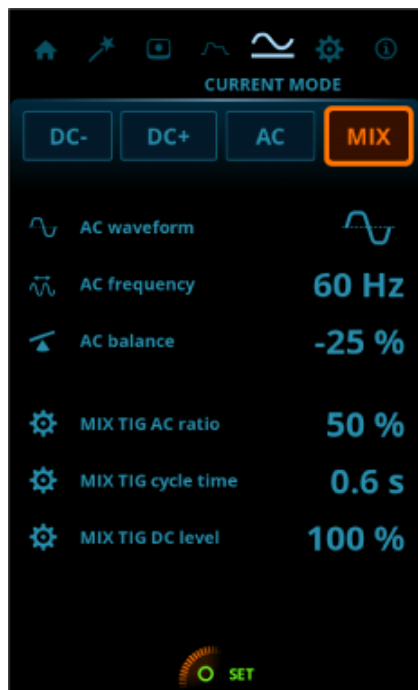 CURRENT MODE
DC- DC+ AC MIX
AC waveform
AC frequency 60 Hz
AC balance -25 %
MIX TIG AC ratio 50 %
MIX TIG cycle time 0.6 s
MIX TIG DC level 100 %
SET